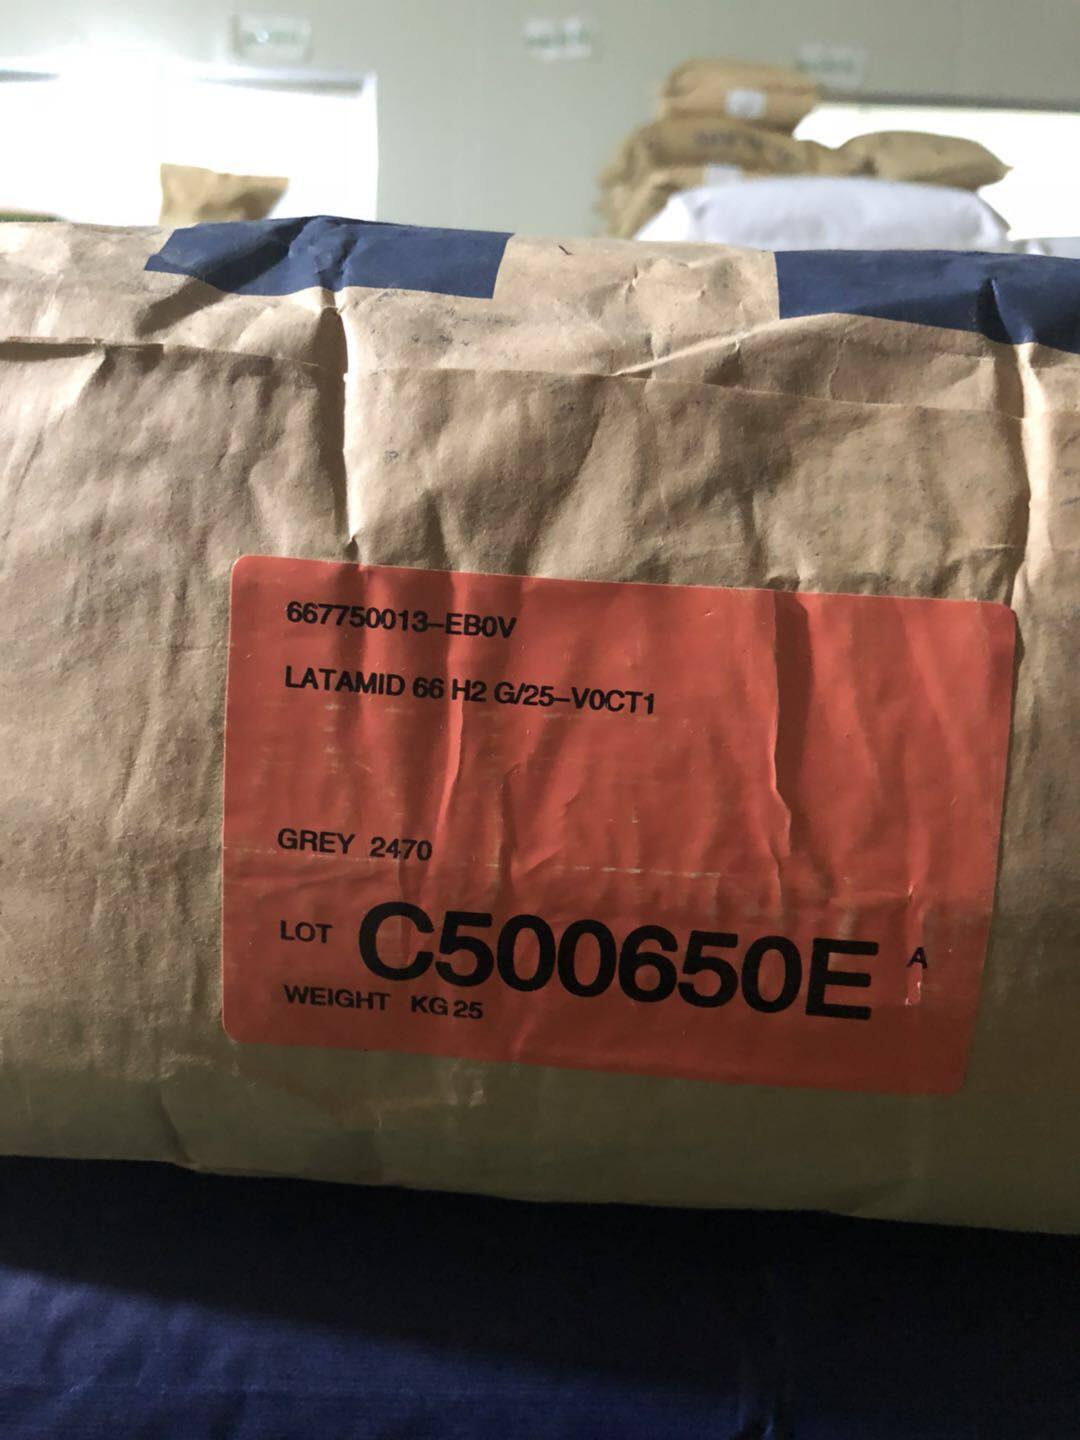 667750013-EB0V
LATAMID 66 H2 G/25-V0CT1
GREY 2470
LOT C500650E A
WEIGHT KG 25